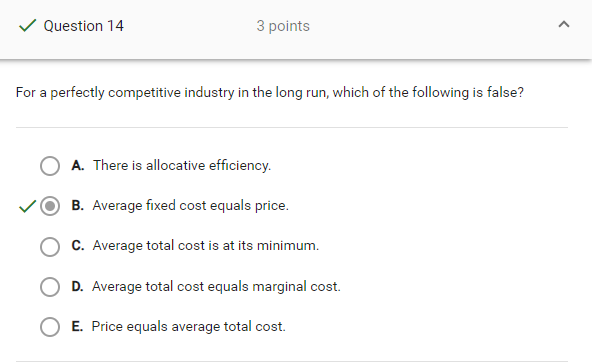 Question 14 3 points
For a perfectly competitive industry in the long run, which of the following is false?
A. There is allocative efficiency.
B. Average fixed cost equals price.
C. Average total cost is at its minimum.
D. Average total cost equals marginal cost.
E. Price equals average total cost.